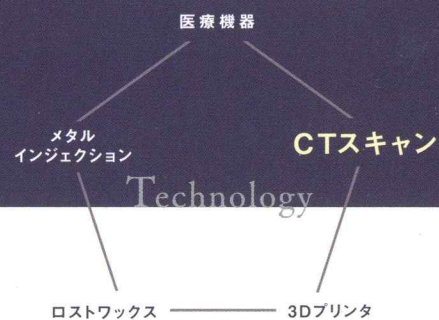 医療機器
メタル
インジェクション
CTスキャン
Technology
ロストワックス
3Dプリンタ